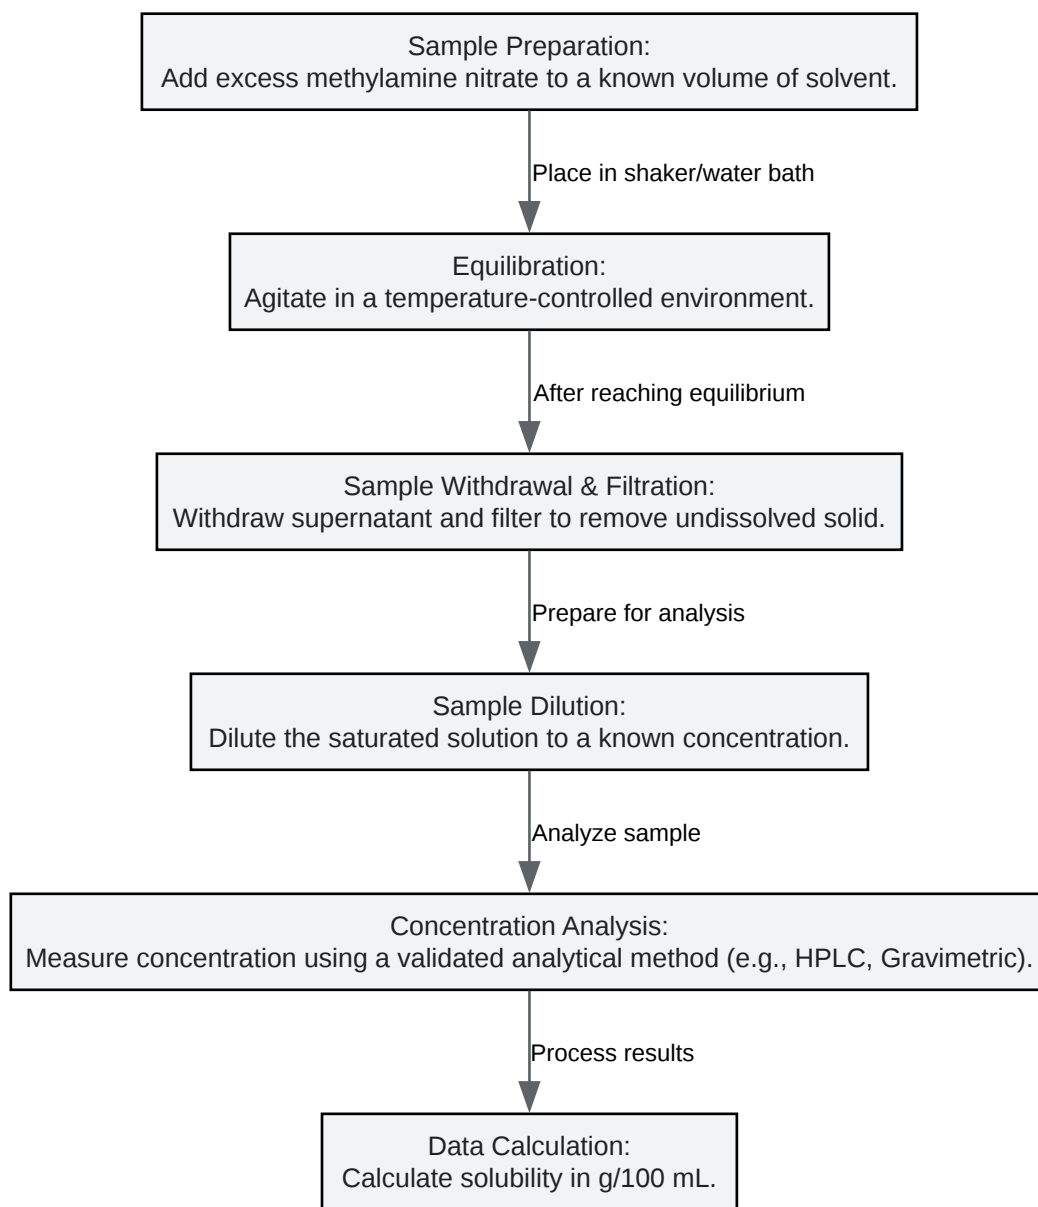 Sample Preparation:
Add excess methylamine nitrate to a known volume of solvent.
Place in shaker/water bath
Equilibration:
Agitate in a temperature-controlled environment.
After reaching equilibrium
Sample Withdrawal & Filtration:
Withdraw supernatant and filter to remove undissolved solid.
Prepare for analysis
Sample Dilution:
Dilute the saturated solution to a known concentration.
Analyze sample
Concentration Analysis:
Measure concentration using a validated analytical method (e.g., HPLC, Gravimetric).
Process results
Data Calculation:
Calculate solubility in g/100 mL.